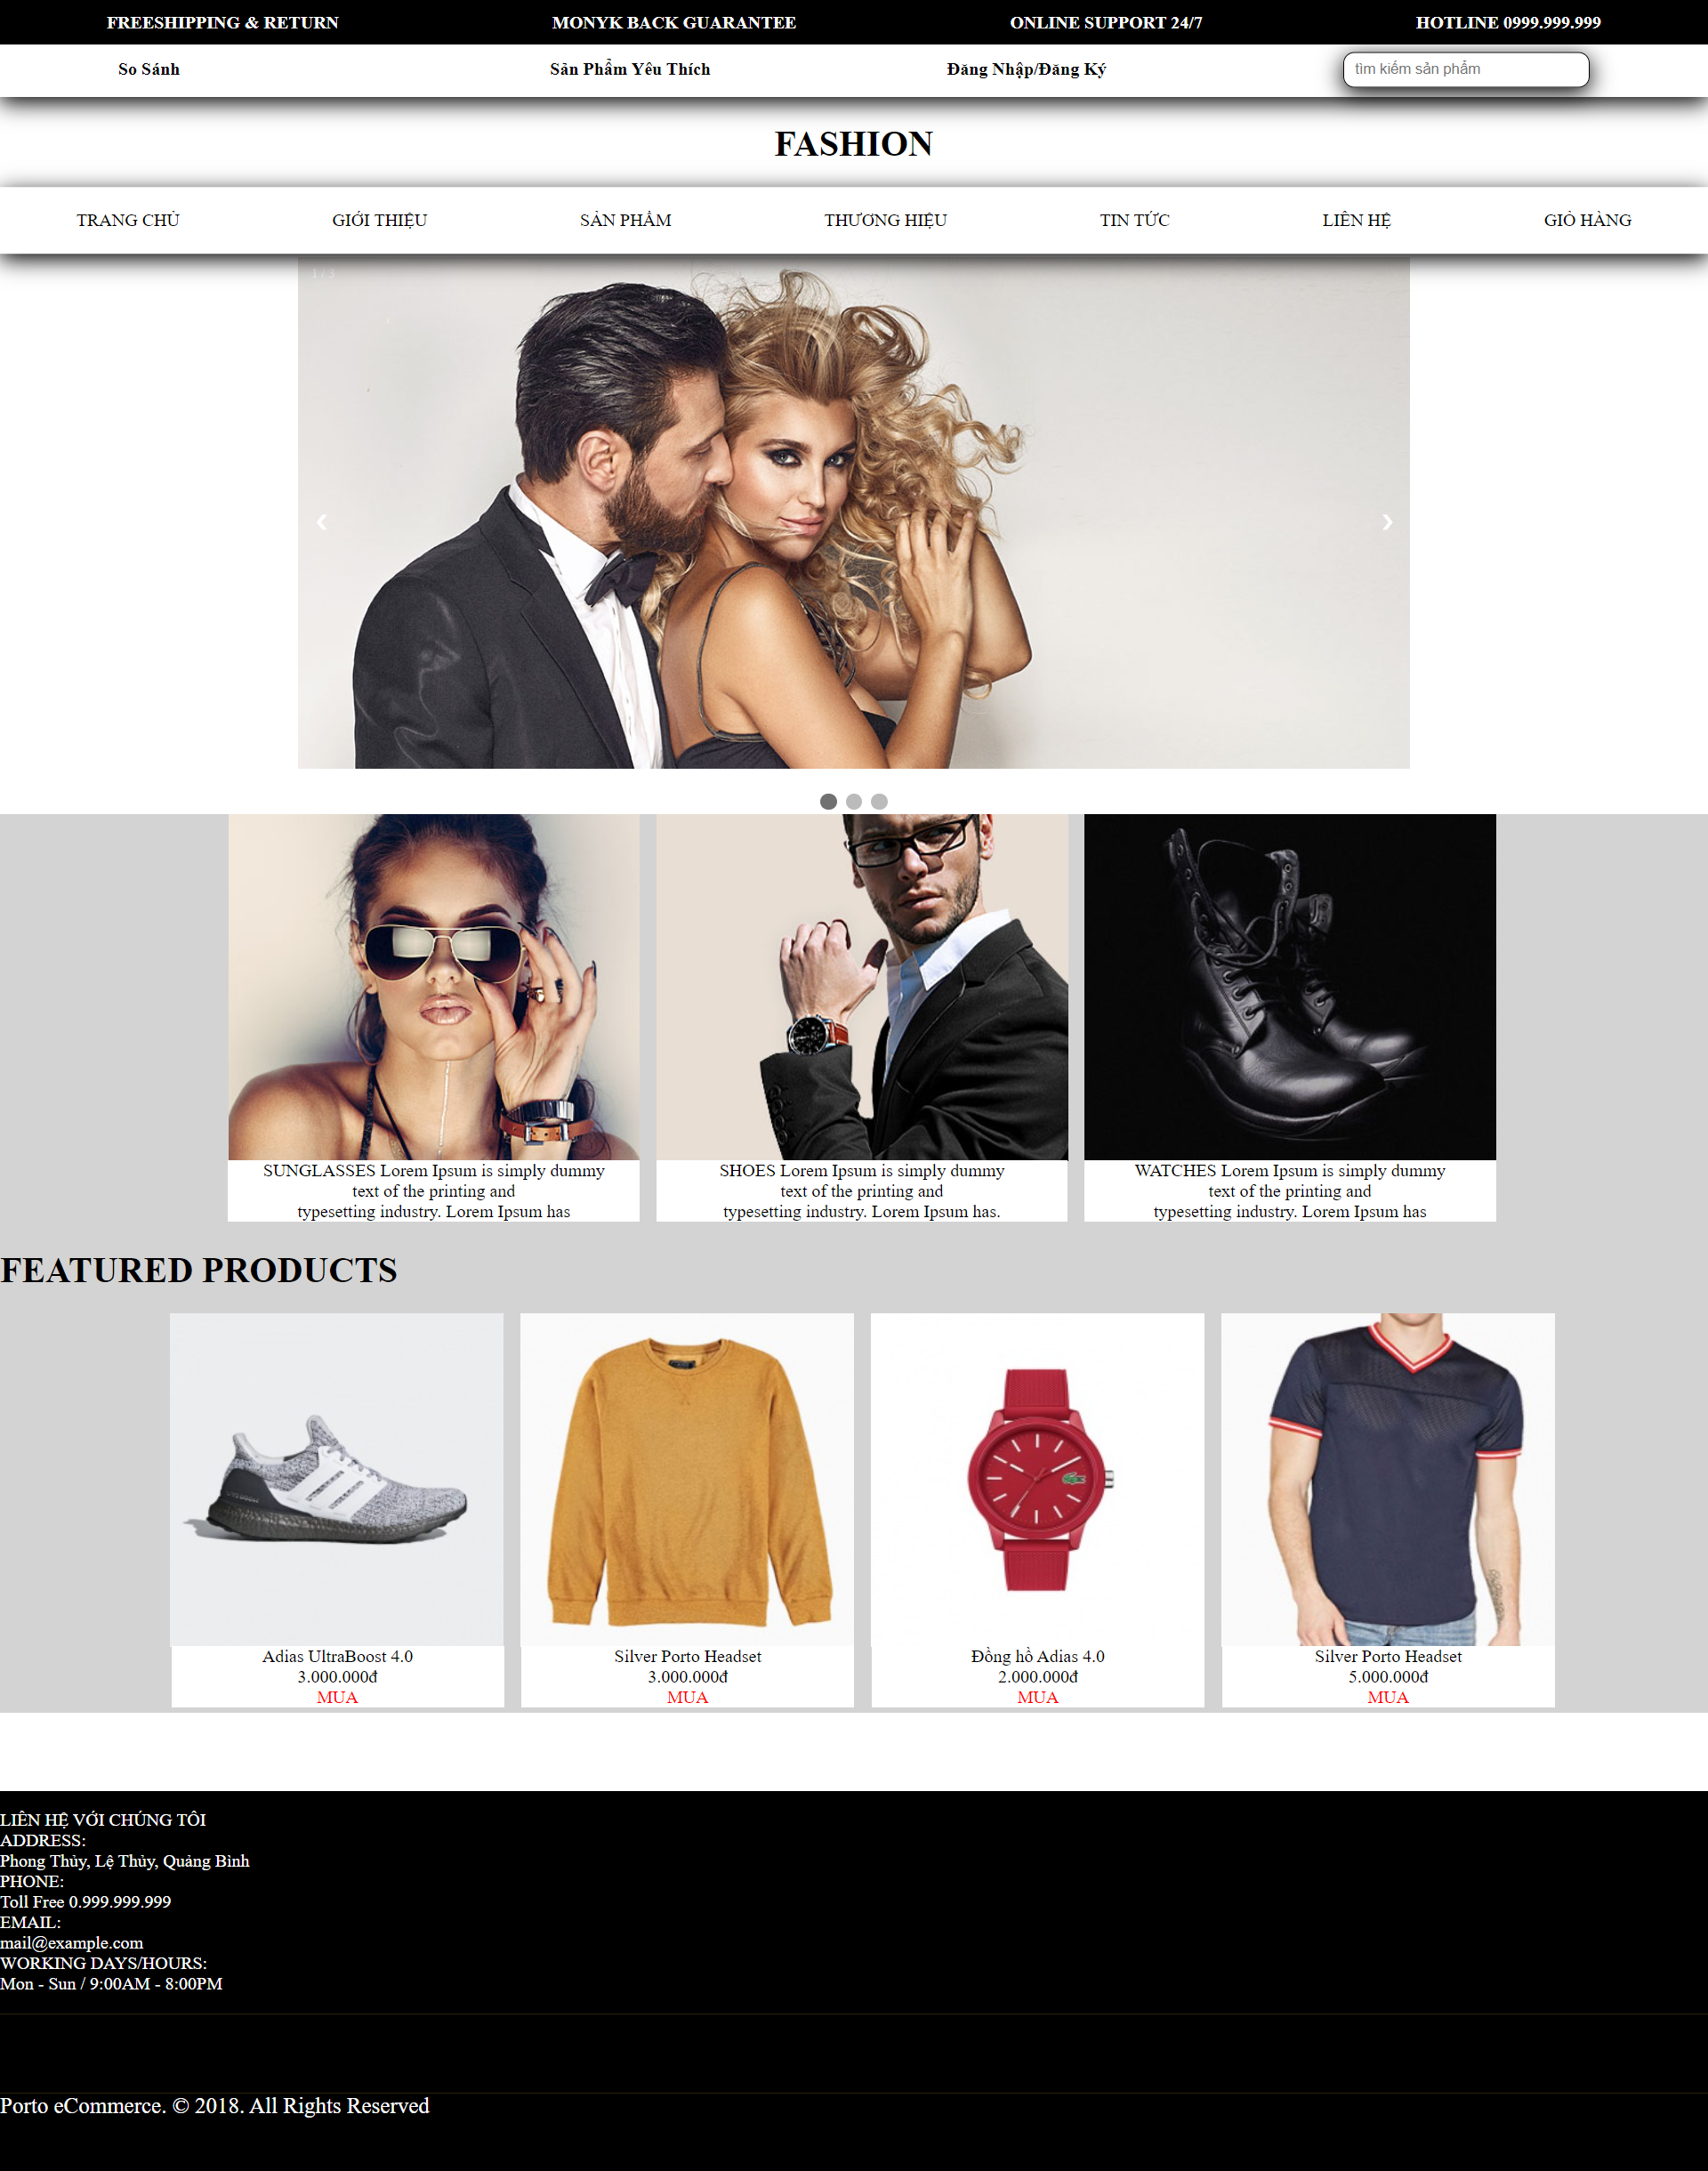 FREESHIPPING & RETURN
MONYK BACK GUARANTEE
ONLINE SUPPORT 24/7
HOTLINE 0999.999.999
So Sánh
Sản Phẩm Yêu Thích
Đăng Nhập/Đăng Ký
tìm kiếm sản phẩm
FASHION
TRANG CHỦ
GIỚI THIỆU
SẢN PHẨM
THƯƠNG HIỆU
TIN TỨC
LIÊN HỆ
GIỎ HÀNG
1 / 3
❮
❯
SUNGLASSES Lorem Ipsum is simply dummy
text of the printing and
typesetting industry. Lorem Ipsum has
SHOES Lorem Ipsum is simply dummy
text of the printing and
typesetting industry. Lorem Ipsum has.
WATCHES Lorem Ipsum is simply dummy
text of the printing and
typesetting industry. Lorem Ipsum has
FEATURED PRODUCTS
Adias UltraBoost 4.0
3.000.000đ
MUA
Silver Porto Headset
3.000.000đ
MUA
Đồng hồ Adias 4.0
2.000.000đ
MUA
Silver Porto Headset
5.000.000đ
MUA
LIÊN HỆ VỚI CHÚNG TÔI
ADDRESS:
Phong Thủy, Lệ Thủy, Quảng Bình
PHONE:
Toll Free 0.999.999.999
EMAIL:
mail@example.com
WORKING DAYS/HOURS:
Mon - Sun / 9:00AM - 8:00PM
Porto eCommerce. © 2018. All Rights Reserved